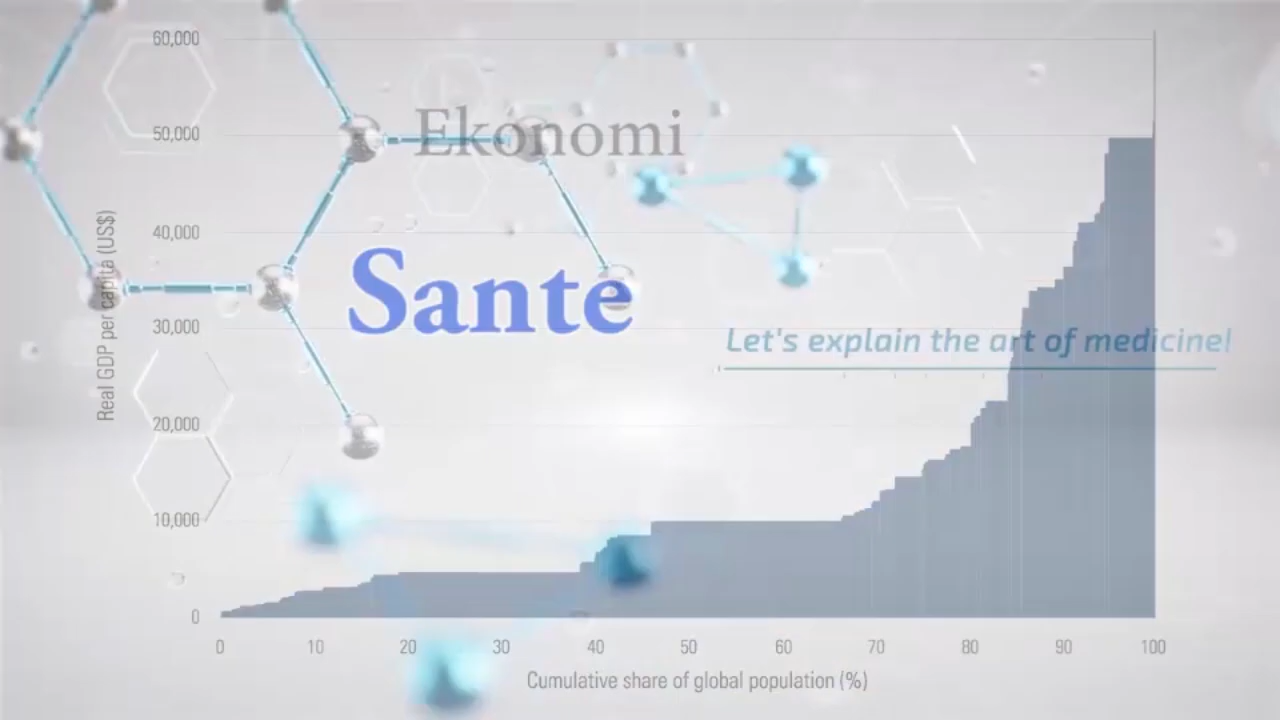 60,000
Ekonomi
50,000
40,000
Sante
Real GDP per capita (US$)
30,000
Let's explain the art of medicine!
20,000
10,000
0
0 10 20 30 40 50 60 70 80 90 100
Cumulative share of global population (%)